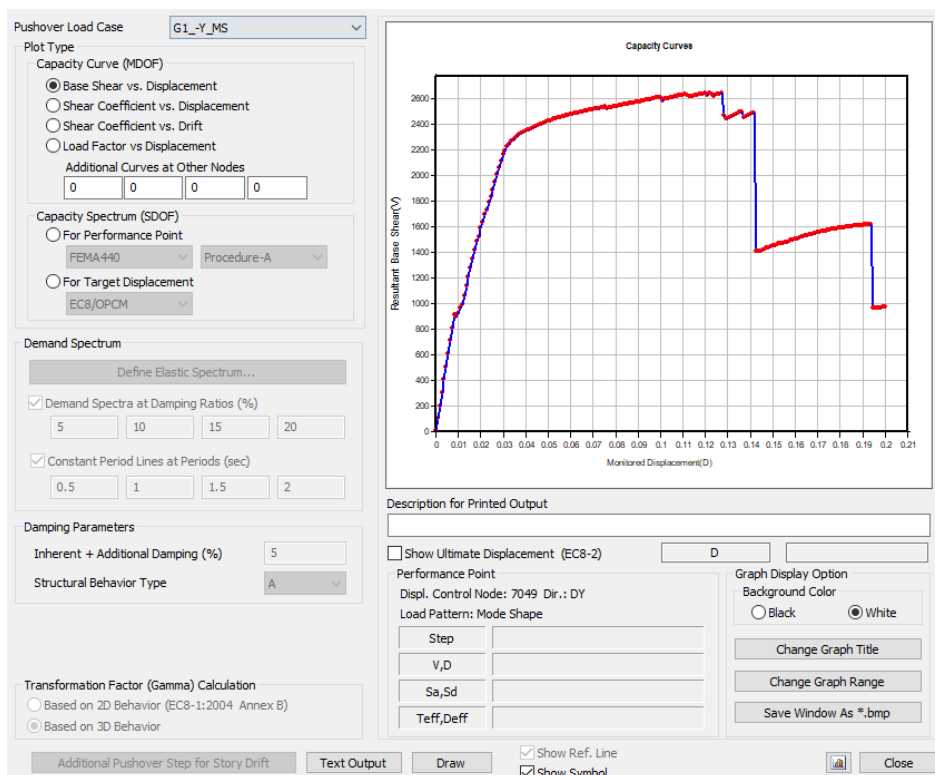 Pushover Load Case
G1_-Y_MS
Plot Type
Capacity Curve (MDOF)
Base Shear vs. Displacement
Shear Coefficient vs. Displacement
Shear Coefficient vs. Drift
Load Factor vs Displacement
Additional Curves at Other Nodes
0 0 0 0
Capacity Spectrum (SDOF)
For Performance Point
FEMA440 Procedure-A
For Target Displacement
EC8/OPCM
Demand Spectrum
Define Elastic Spectrum...
Demand Spectra at Damping Ratios (%)
5 10 15 20
Constant Period Lines at Periods (sec)
0.5 1 1.5 2
Damping Parameters
Inherent + Additional Damping (%) 5
Structural Behavior Type A
Transformation Factor (Gamma) Calculation
Based on 2D Behavior (EC8-1:2004 Annex B)
Based on 3D Behavior
Additional Pushover Step for Story Drift
Text Output
Draw
Show Ref. Line
Show Symbol
Close
Capacity Curves
Resultant Base Shear(V)
2600
2400
2200
2000
1800
1600
1400
1200
1000
800
600
400
200
0
0 0.01 0.02 0.03 0.04 0.05 0.06 0.07 0.08 0.09 0.1 0.11 0.12 0.13 0.14 0.15 0.16 0.17 0.18 0.19 0.2 0.21
Monitored Displacement(D)
Description for Printed Output
Show Ultimate Displacement (EC8-2) D
Performance Point
Displ. Control Node: 7049 Dir.: DY
Load Pattern: Mode Shape
Step
V,D
Sa,Sd
Teff,Deff
Graph Display Option
Background Color
Black White
Change Graph Title
Change Graph Range
Save Window As *.bmp